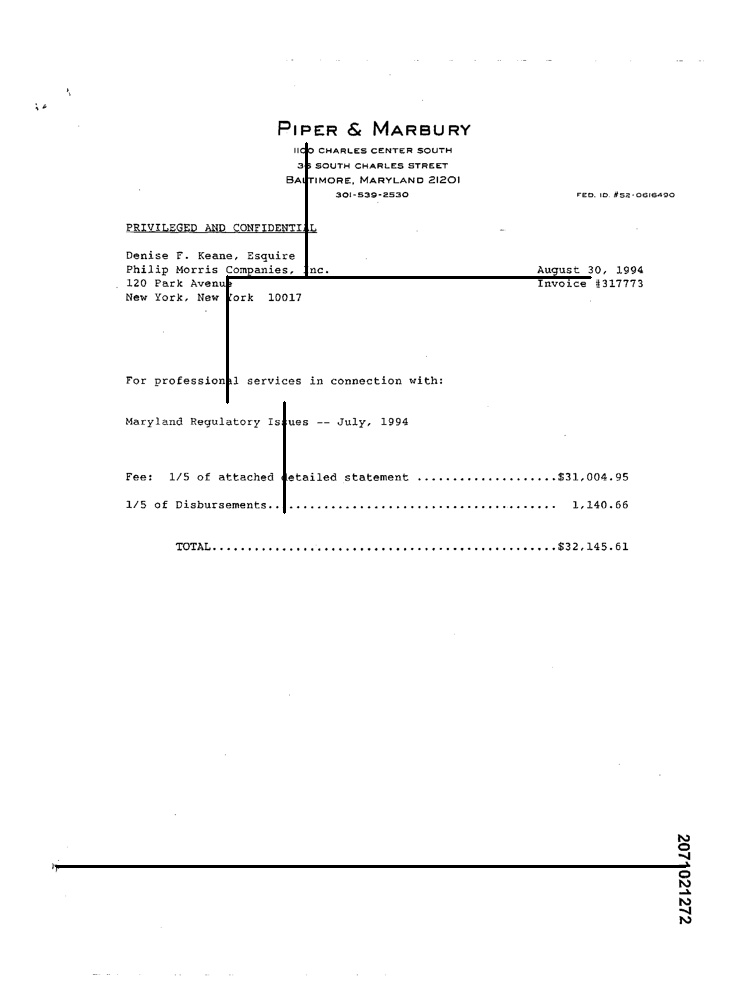 PIPER & MARBURY
1100 CHARLES CENTER SOUTH
36 SOUTH CHARLES STREET
BALTIMORE, MARYLAND 21201
301-539-2530
FED. ID. #52-0616490
PRIVILEGED AND CONFIDENTIAL
Denise F. Keane, Esquire
Philip Morris Companies, Inc. August 30, 1994
120 Park Avenue Invoice #317773
New York, New York 10017
For professional services in connection with:
Maryland Regulatory Issues -- July, 1994
Fee: 1/5 of attached detailed statement ....................$31,004.95
1/5 of Disbursements........................................ 1,140.66
TOTAL.................................................$32,145.61
2071021272